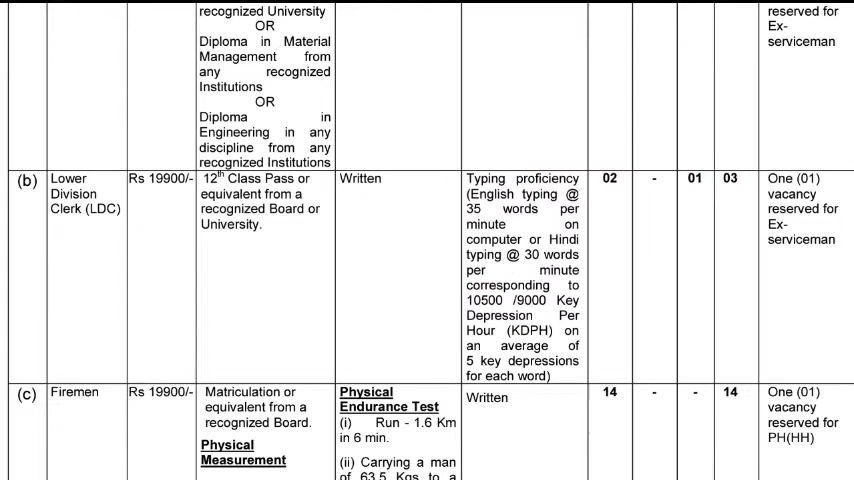 recognized University
OR
Diploma in Material
Management from
any recognized
Institutions
OR
Diploma in
Engineering in any
discipline from any
recognized Institutions
reserved for
Ex-
serviceman
(b)
Lower
Division
Clerk (LDC)
Rs 19900/-
12th Class Pass or
equivalent from a
recognized Board or
University.
Written
Typing proficiency
(English typing @
35 words per
minute on
computer or Hindi
typing @ 30 words
per minute
corresponding to
10500 /9000 Key
Depression Per
Hour (KDPH) on
an average of
5 key depressions
for each word)
02
-
01
03
One (01)
vacancy
reserved for
Ex-
serviceman
(c)
Firemen
Rs 19900/-
Matriculation or
equivalent from a
recognized Board.
Physical
Measurement
Physical
Endurance Test
(i) Run - 1.6 Km
in 6 min.
(ii) Carrying a man
of 63.5 Kgs to a
Written
14
-
-
14
One (01)
vacancy
reserved for
PH(HH)